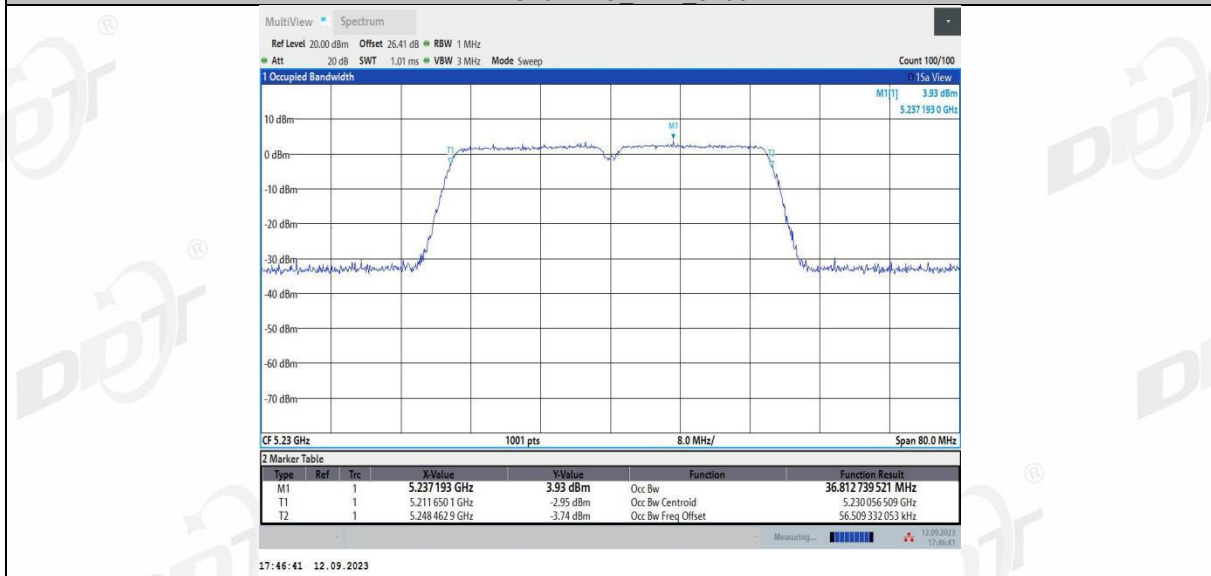 MultiView Spectrum
Ref Level 20.00 dBm Offset 26.41 dB RBW 1 MHz
Att 20 dB SWT 1.01 ms VBW 3 MHz Mode Sweep Count 100/100
1 Occupied Bandwidth 1Sa View
M1[1] 3.93 dBm
5.237 193 0 GHz
10 dBm
M1
T1
T2
0 dBm
-10 dBm
-20 dBm
-30 dBm
-40 dBm
-50 dBm
-60 dBm
-70 dBm
CF 5.23 GHz 1001 pts 8.0 MHz/ Span 80.0 MHz
2 Marker Table
Type Ref Trc X-Value Y-Value Function Function Result
M1 1 5.237193 GHz 3.93 dBm Occ Bw 36.812 739 521 MHz
T1 1 5.211 650 1 GHz -2.95 dBm Occ Bw Centroid 5.230 056 509 GHz
T2 1 5.248 462 9 GHz -3.74 dBm Occ Bw Freq Offset 56.509 332 053 kHz
Measuring... 12.09.2023
17:46:41
17:46:41 12.09.2023
DDT
®